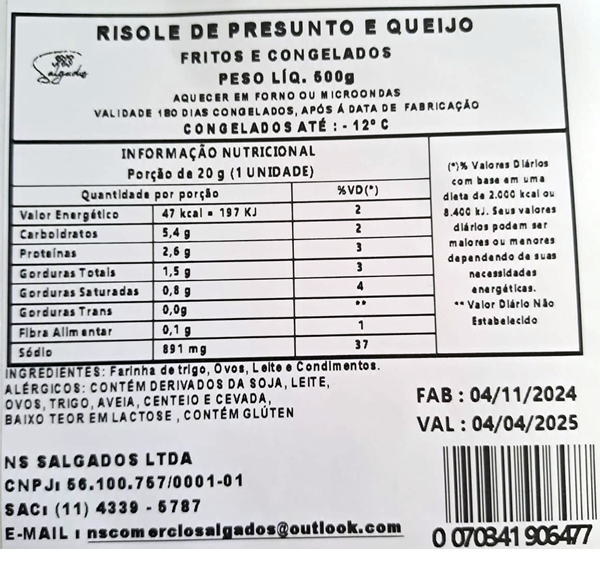 RISOLE DE PRESUNTO E QUEIJO
FRITOS E CONGELADOS
PESO LÍQ. 500g
AQUECER EM FORNO OU MICROONDAS
VALIDADE 180 DIAS CONGELADOS, APÓS Á DATA DE FABRICAÇÃO
CONGELADOS ATÉ : - 12º C
Salgados
INFORMAÇÃO NUTRICIONAL
Porção de 20 g (1 UNIDADE)
Quantidade por porção %VD(*)
Valor Energético 47 kcal = 197 KJ 2
Carboidratos 5,4 g 2
Proteínas 2,6 g 3
Gorduras Totais 1,5 g 3
Gorduras Saturadas 0,8 g 4
Gorduras Trans 0,0g **
Fibra Alimentar 0,1 g 1
Sódio 891 mg 37
(*)% Valores Diários
com base em uma
dieta de 2.000 kcal ou
8.400 kJ. Seus valores
diários podem ser
maiores ou menores
dependendo de suas
necessidades
energéticas.
** Valor Diário Não
Estabelecido
INGREDIENTES: Farinha de trigo, Ovos, Leite e Condimentos.
ALÉRGICOS: CONTÉM DERIVADOS DA SOJA, LEITE,
OVOS, TRIGO, AVEIA, CENTEIO E CEVADA,
BAIXO TEOR EM LACTOSE , CONTÉM GLÚTEN
FAB : 04/11/2024
VAL : 04/04/2025
NS SALGADOS LTDA
CNPJ: 56.100.757/0001-01
SAC: (11) 4339 - 5787
E-MAIL : nscomerciosalgados@outlook.com
0 070341 906477